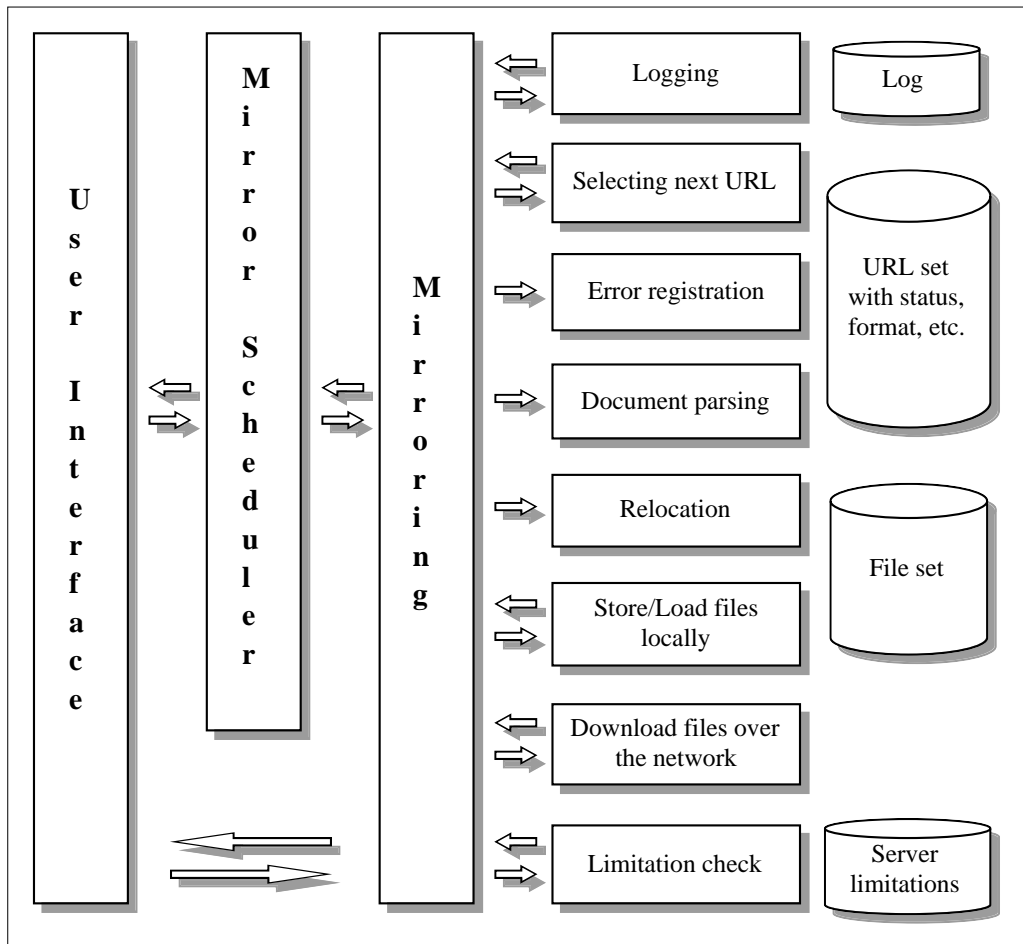 User Interface
Mirror Scheduler
Mirroring
Logging
Log
Selecting next URL
URL set
with status,
format, etc.
Error registration
Document parsing
Relocation
File set
Store/Load files
locally
Download files over
the network
Limitation check
Server
limitations